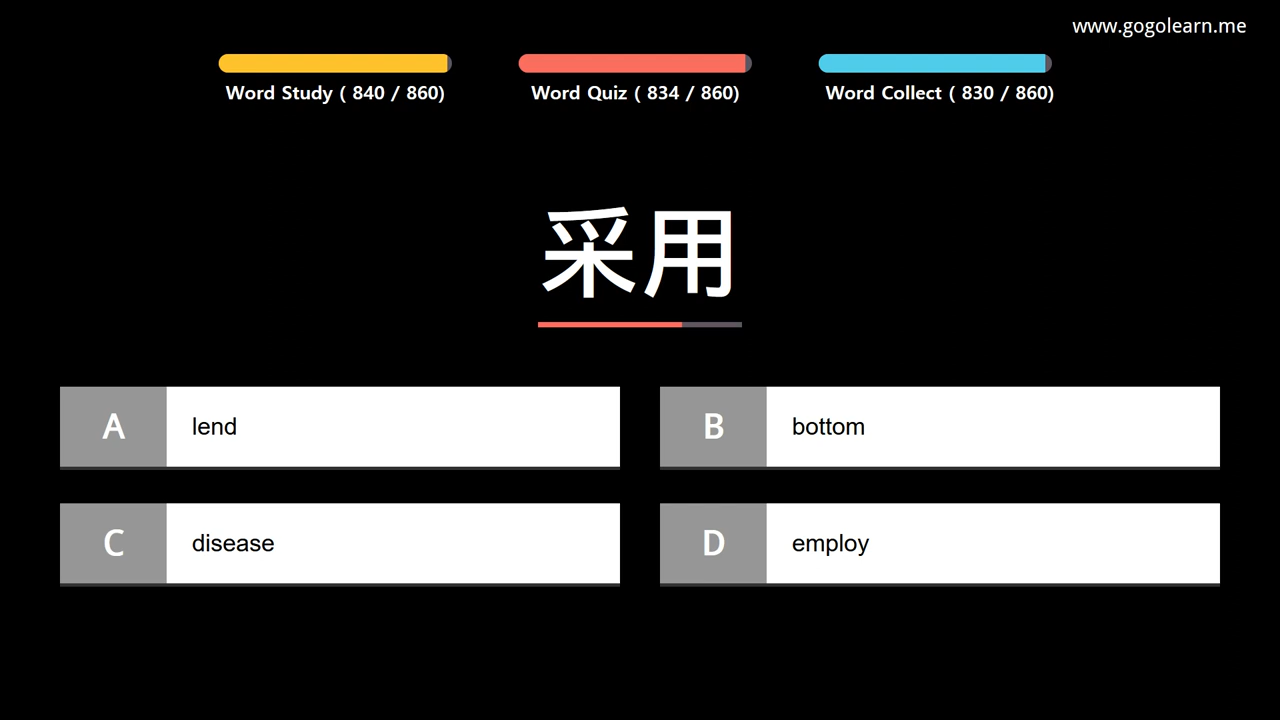 www.gogolearn.me
Word Study ( 840 / 860)
Word Quiz ( 834 / 860)
Word Collect ( 830 / 860)
采用
A lend
B bottom
C disease
D employ